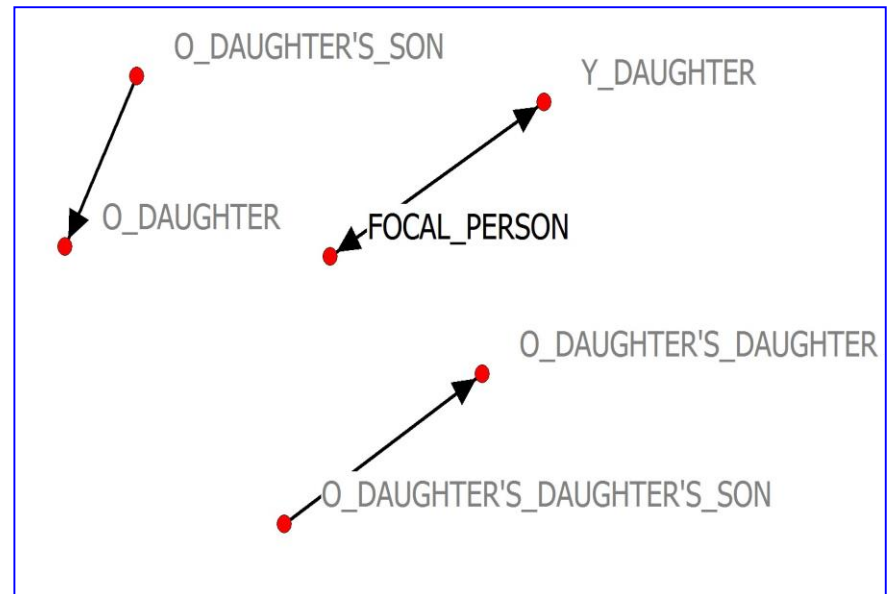 O_DAUGHTER'S_SON
Y_DAUGHTER
O_DAUGHTER
FOCAL_PERSON
O_DAUGHTER'S_DAUGHTER
O_DAUGHTER'S_DAUGHTER'S_SON